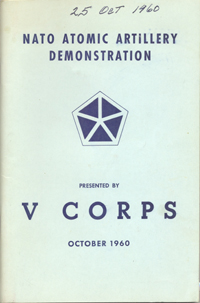 25 Oct 1960
NATO ATOMIC ARTILLERY
DEMONSTRATION
PRESENTED BY
V CORPS
OCTOBER 1960